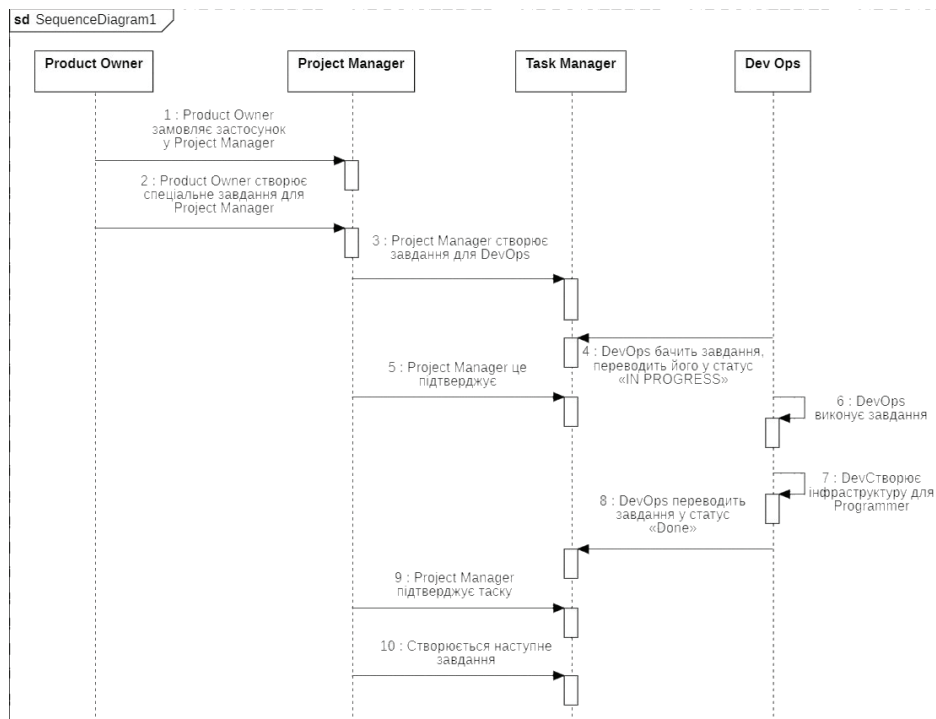 sd SequenceDiagram1
Product Owner
Project Manager
Task Manager
Dev Ops
1 : Product Owner
замовляє застосунок
у Project Manager
2 : Product Owner створює
спеціальне завдання для
Project Manager
3 : Project Manager створює
завдання для DevOps
4 : DevOps бачить завдання,
переводить його у статус
«IN PROGRESS»
5 : Project Manager це
підтверджує
6 : DevOps
виконує завдання
7 : DevСтворює
інфраструктуру для
Programmer
8 : DevOps переводить
завдання у статус
«Done»
9 : Project Manager
підтверджує таску
10 : Створюється наступне
завдання